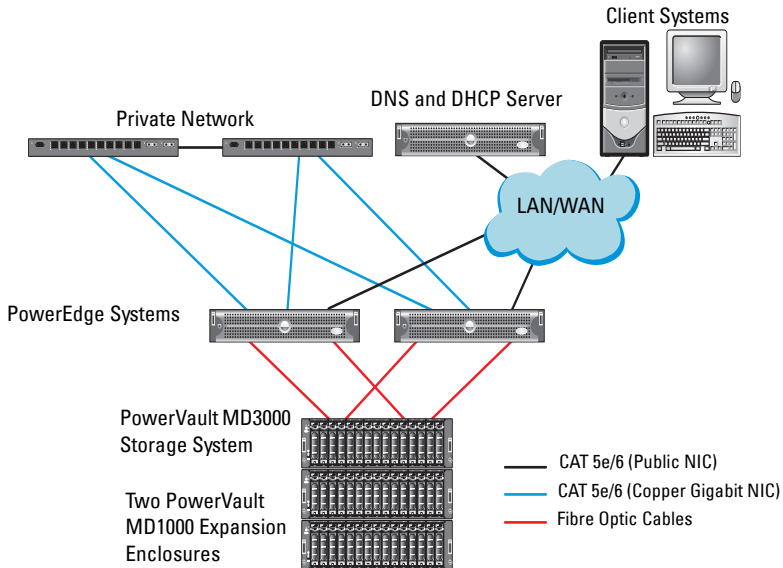 Client Systems
DNS and DHCP Server
Private Network
LAN/WAN
PowerEdge Systems
PowerVault MD3000
Storage System
Two PowerVault
MD1000 Expansion
Enclosures
CAT 5e/6 (Public NIC)
CAT 5e/6 (Copper Gigabit NIC)
Fibre Optic Cables